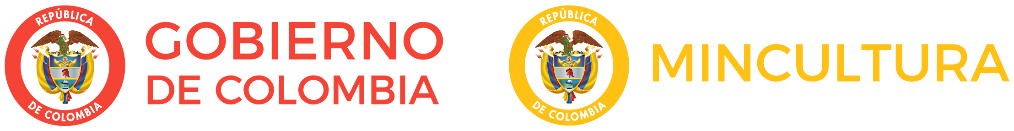 REPÚBLICA
DE COLOMBIA
GOBIERNO
DE COLOMBIA
REPÚBLICA
DE COLOMBIA
MINCULTURA